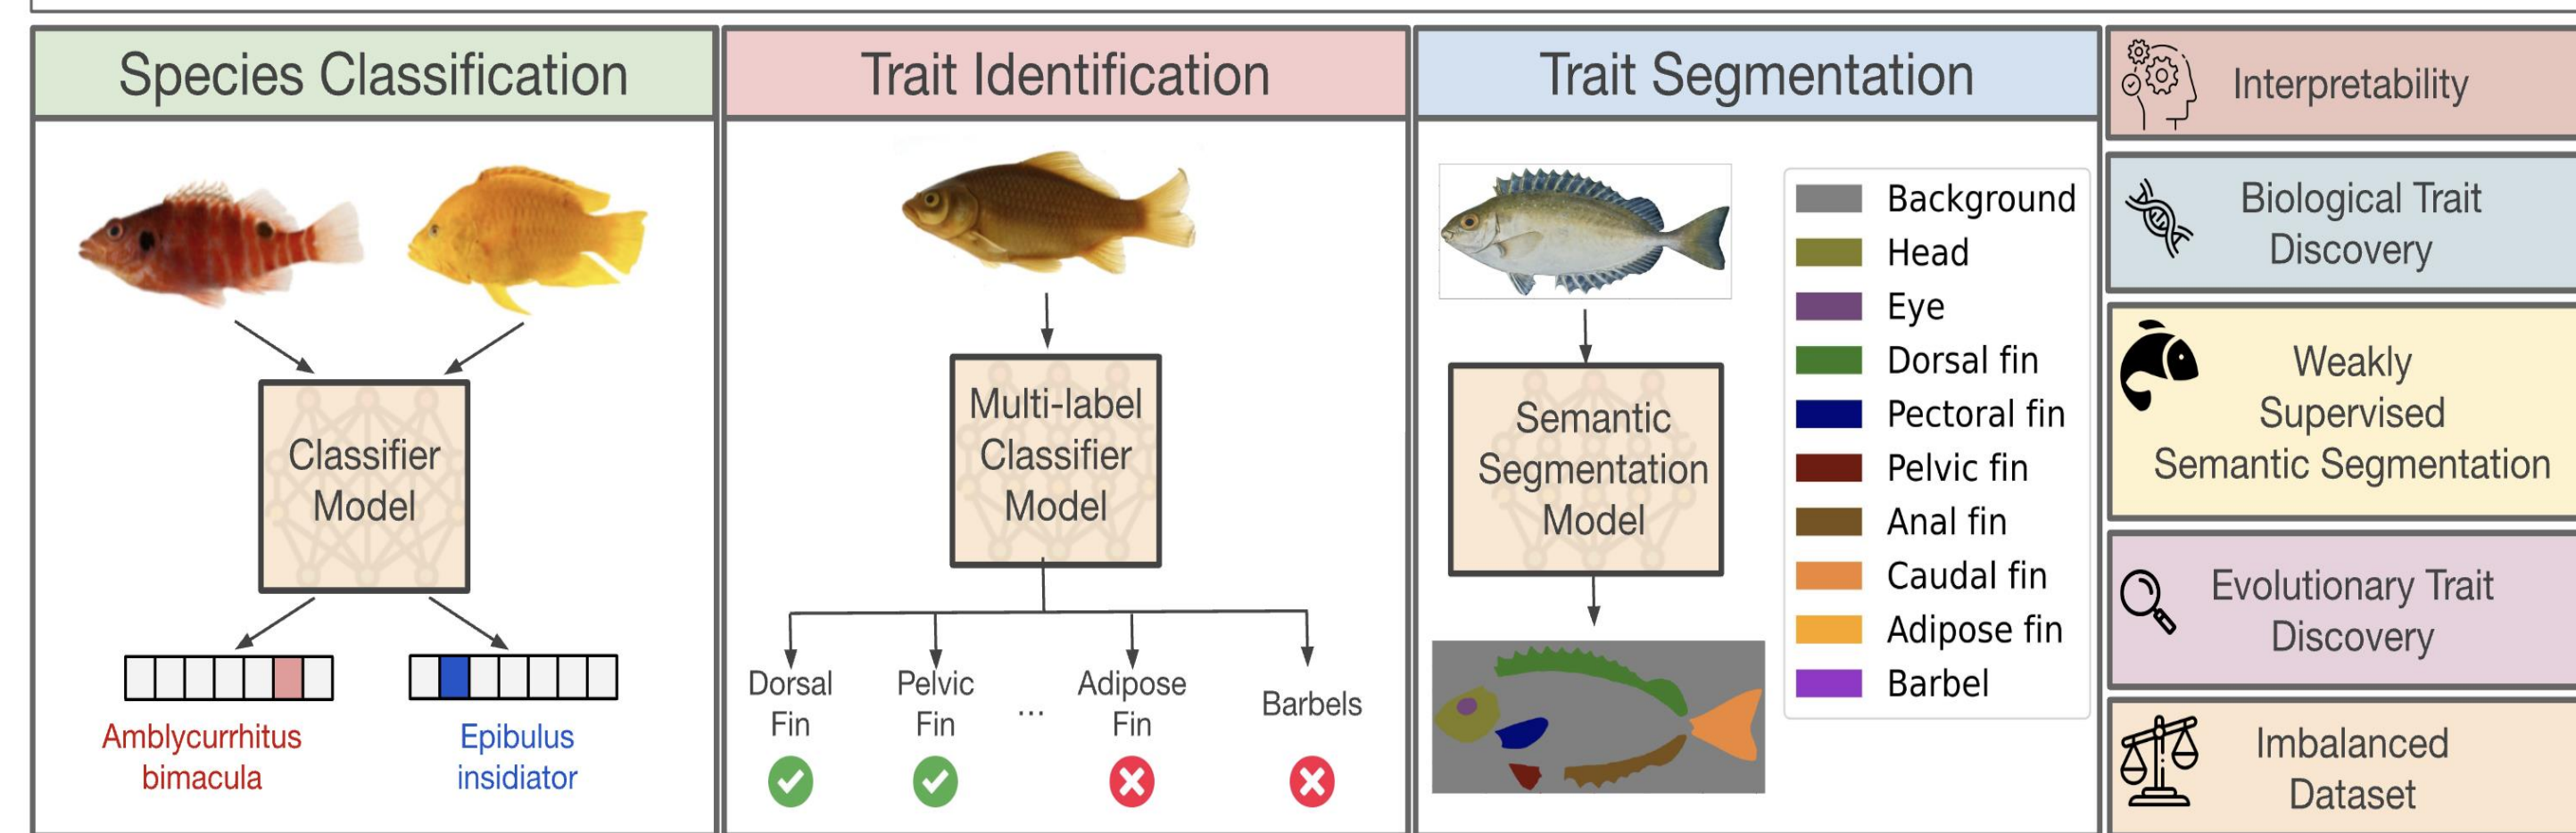 Species Classification
Classifier
Model
Amblycurrhitus
bimacula
Epibulus
insidiator
Trait Identification
Multi-label
Classifier
Model
Dorsal
Fin
Pelvic
Fin
...
Adipose
Fin
Barbels
Trait Segmentation
Semantic
Segmentation
Model
Background
Head
Eye
Dorsal fin
Pectoral fin
Pelvic fin
Anal fin
Caudal fin
Adipose fin
Barbel
Interpretability
Biological Trait
Discovery
Weakly
Supervised
Semantic Segmentation
Evolutionary Trait
Discovery
Imbalanced
Dataset